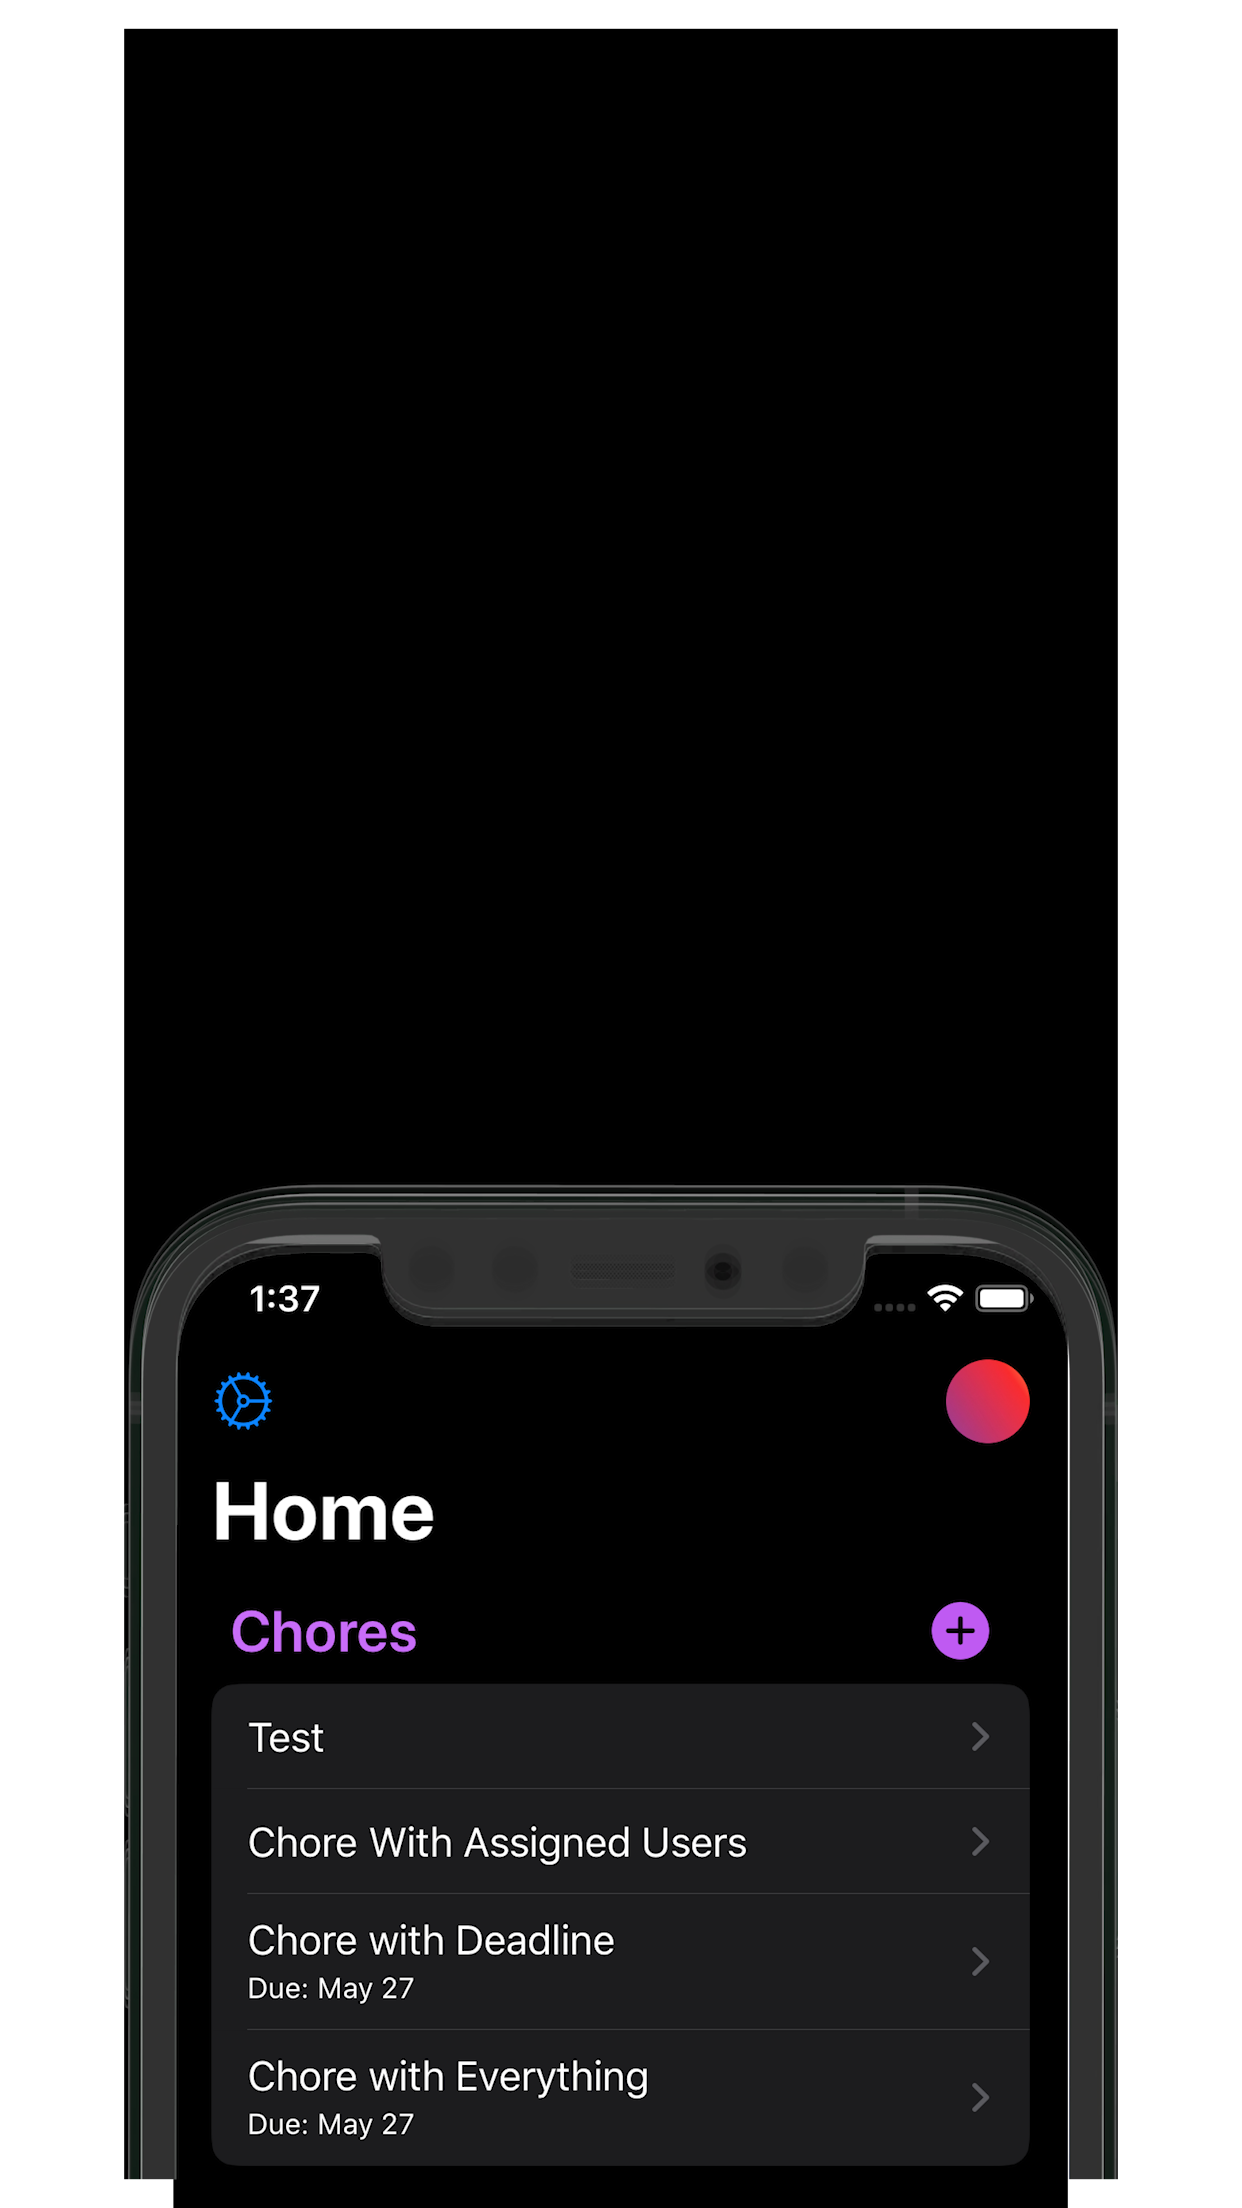 1:37
Home
Chores
Test
Chore With Assigned Users
Chore with Deadline
Due: May 27
Chore with Everything
Due: May 27